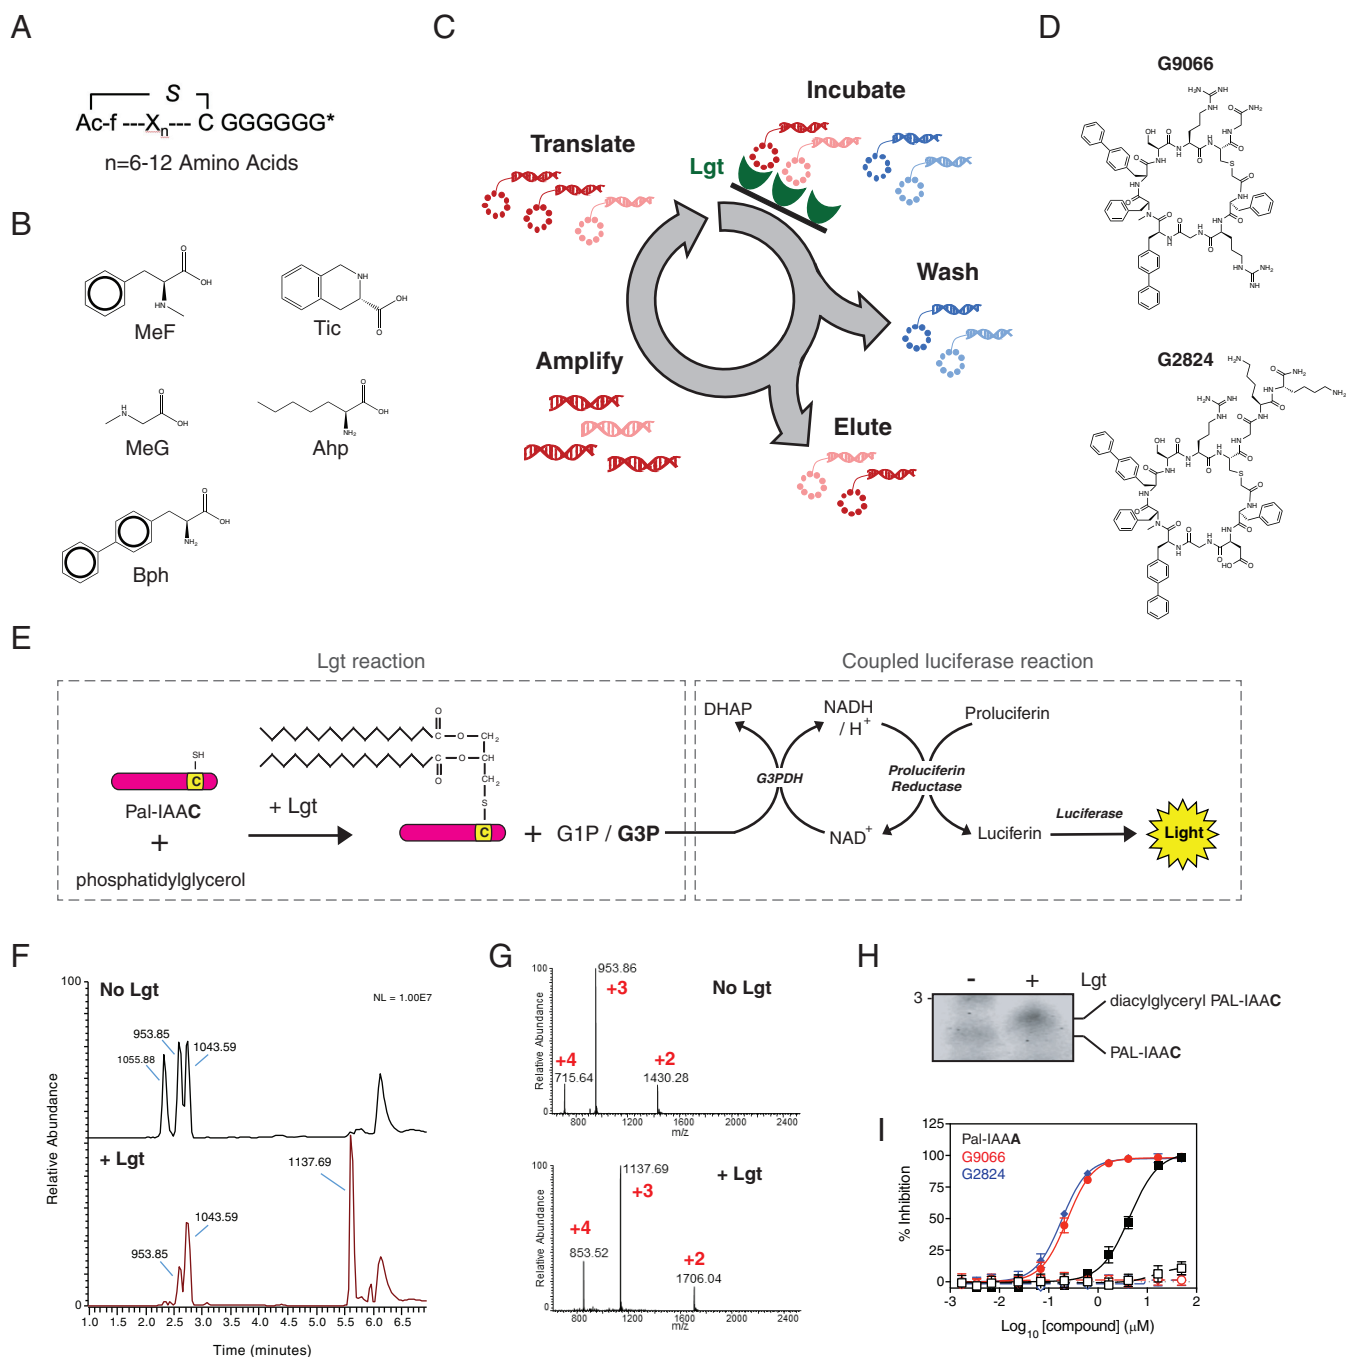 A
S
Ac-f ---Xn--- C GGGGGG*
n=6-12 Amino Acids
B
MeF
Tic
MeG
Ahp
Bph
C
Translate
Incubate
Lgt
Wash
Amplify
Elute
D
G9066
G2824
E
Lgt reaction
Coupled luciferase reaction
SH
C
Pal-IAAC
+
phosphatidylglycerol
+ Lgt
O
C
O
CH2
C
O
CH
O
CH2
S
C
+
G1P / G3P
DHAP
NADH
/ H+
Proluciferin
G3PDH
Proluciferin
Reductase
NAD+
Luciferin
Luciferase
Light
F
100
No Lgt
NL = 1.00E7
953.85
1055.88
1043.59
Relative Abundance
+ Lgt
1137.69
1043.59
953.85
0
1.0 1.5 2.0 2.5 3.0 3.5 4.0 4.5 5.0 5.5 6.0 6.5
Time (minutes)
G
100
953.86
+3
No Lgt
+4
715.64
+2
1430.28
Relative Abundance
0
800 1200 1600 2000 2400
m/z
100
1137.69
+3
+ Lgt
+4
853.52
+2
1706.04
Relative Abundance
0
800 1200 1600 2000 2400
m/z
H
- + Lgt
3
diacylglyceryl PAL-IAAC
PAL-IAAC
I
125
100
75
50
25
0
% Inhibition
Pal-IAAA
G9066
G2824
-3 -2 -1 0 1 2
Log10 [compound] (μM)